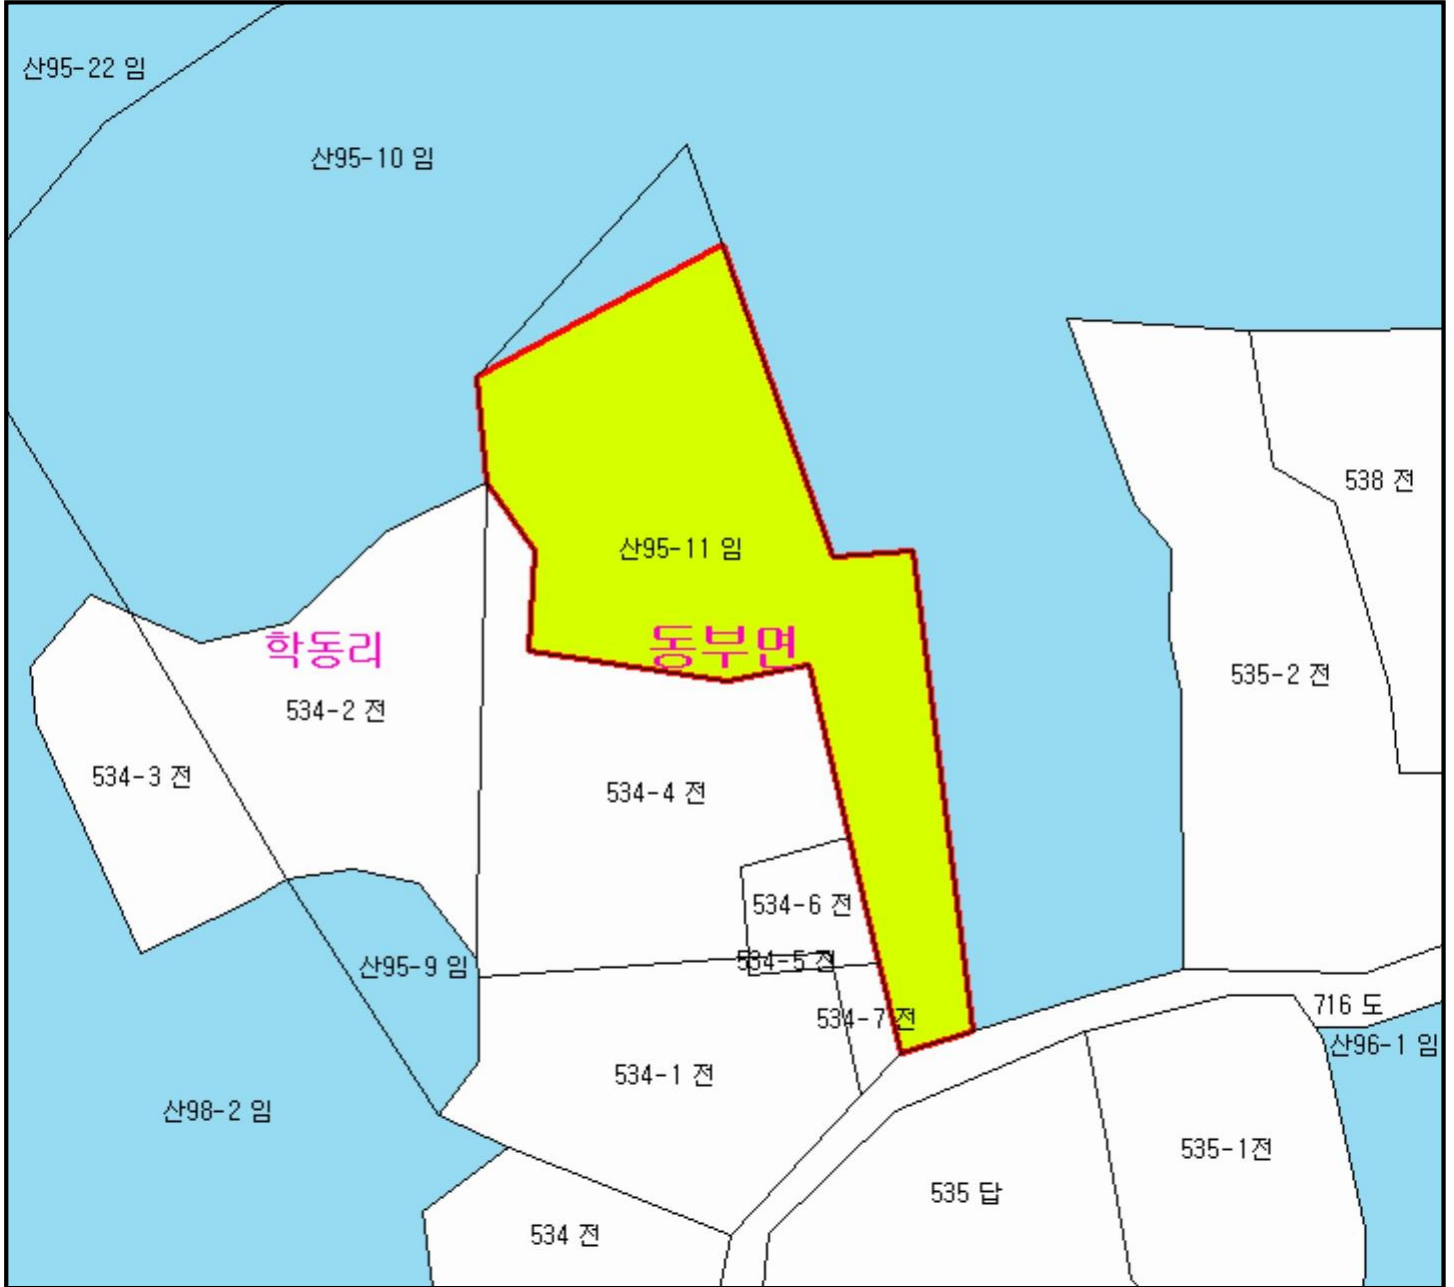 산95-22 임
산95-10 임
538 전
산95-11 임
학동리
동부면
535-2 전
534-2 전
534-3 전
534-4 전
534-6 전
534-5 전
산95-9 임
716 도
534-7 전
산96-1 임
534-1 전
산98-2 임
535-1전
535 답
534 전